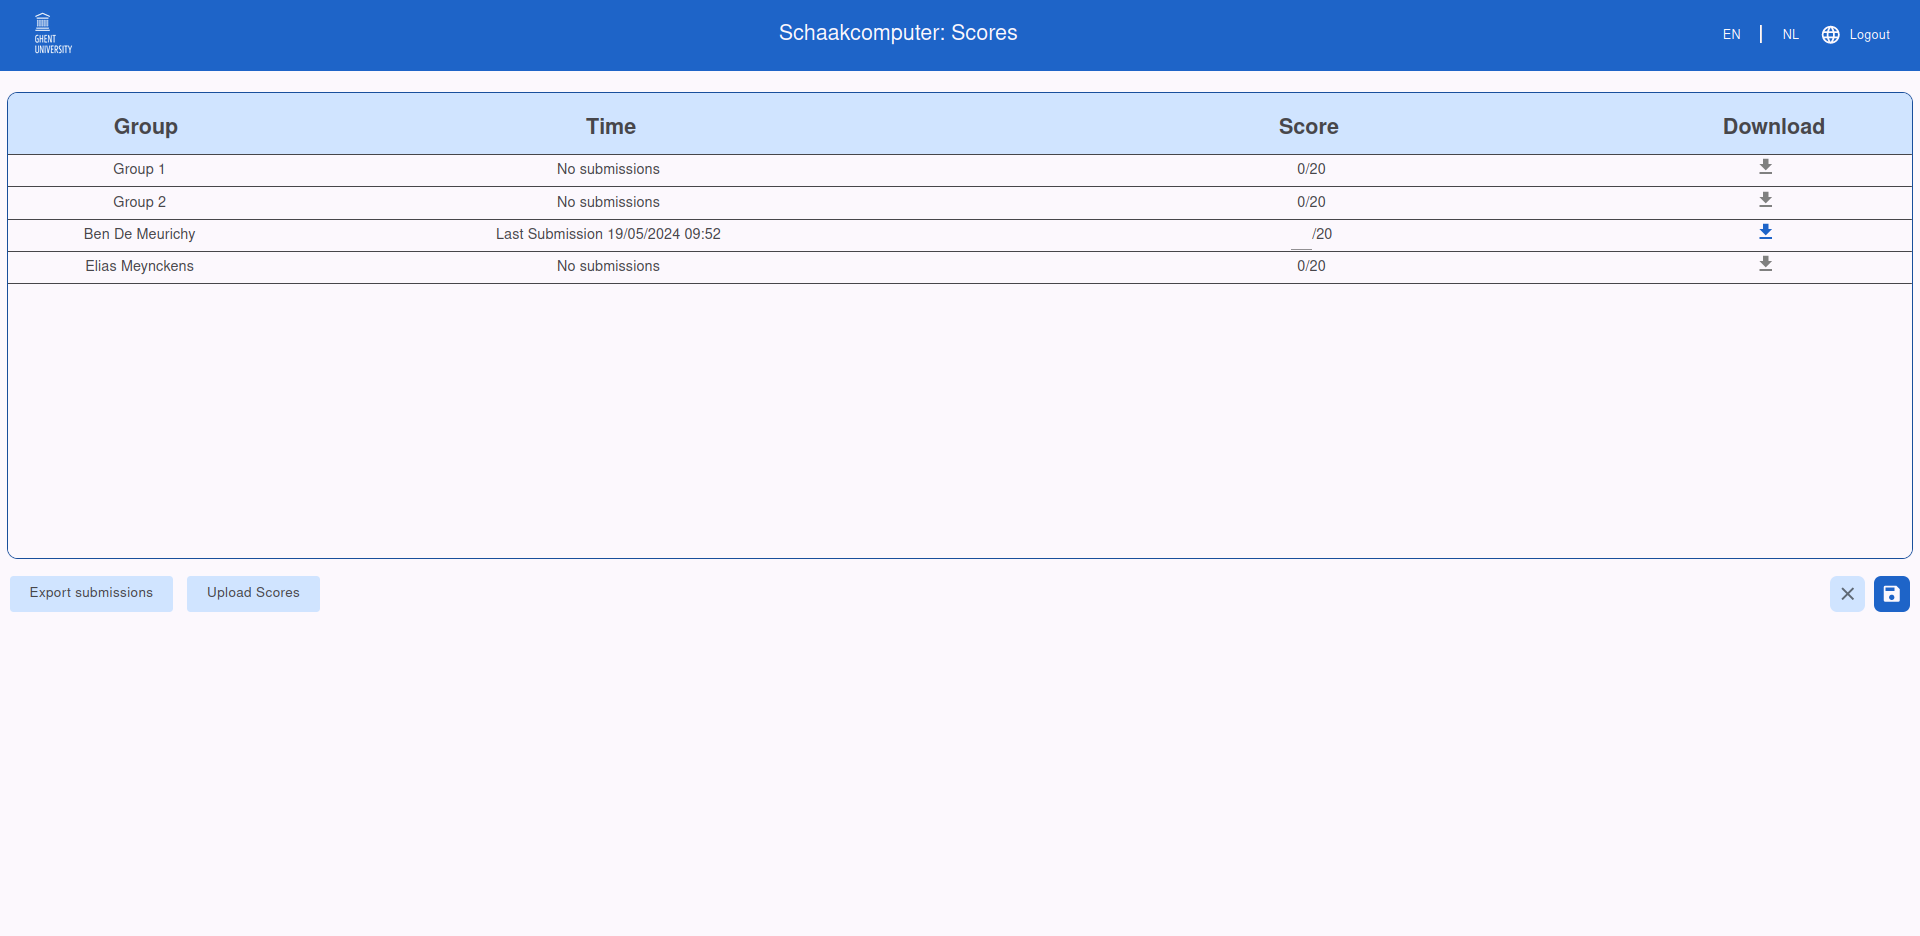 GHENT
UNIVERSITY
Schaakcomputer: Scores
EN | NL Logout
Group Time Score Download
Group 1 No submissions 0/20
Group 2 No submissions 0/20
Ben De Meurichy Last Submission 19/05/2024 09:52 /20
Elias Meynckens No submissions 0/20
Export submissions Upload Scores